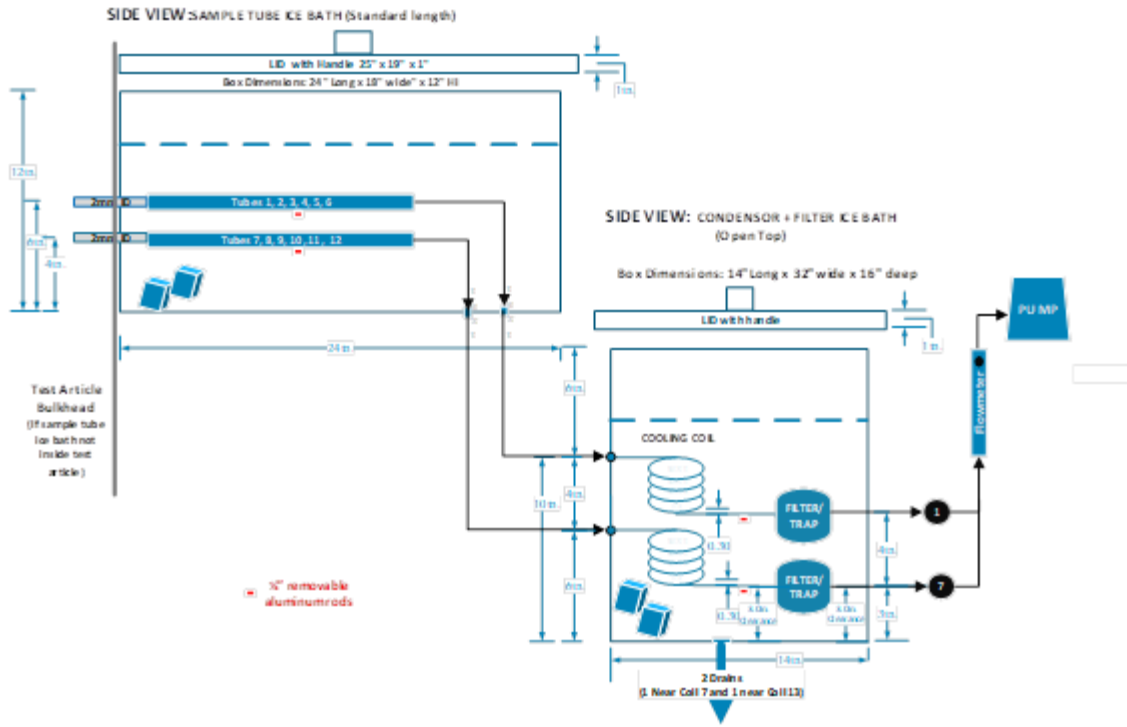 SIDE VIEW:SAMPLE TUBE ICE BATH (Standard length)
LID with Handle 25" x 19" x 1"
1in.
Box Dimensions: 24" Long x 18" wide" x 12" HI
12in.
2mm ID
Tubes 1, 2, 3, 4, 5, 6
2mm ID
Tubes 7, 8, 9, 10, 11, 12
6in.
4in.
24in.
Test Article
Bulkhead
(If sample tube
Ice bath not
Inside test
article)
SIDE VIEW: CONDENSOR + FILTER ICE BATH
(Open Top)
Box Dimensions: 14" Long x 32" wide x 16" deep
LID with handle
1in.
PUMP
Flowmeter
6in.
COOLING COIL
10in.
4in.
6in.
FILTER/
TRAP
1
4in.
FILTER/
TRAP
7
3in.
14in.
2 Drains
(1 Near Coil 7 and 1 near Coil 13)
¼" removable
aluminum rods